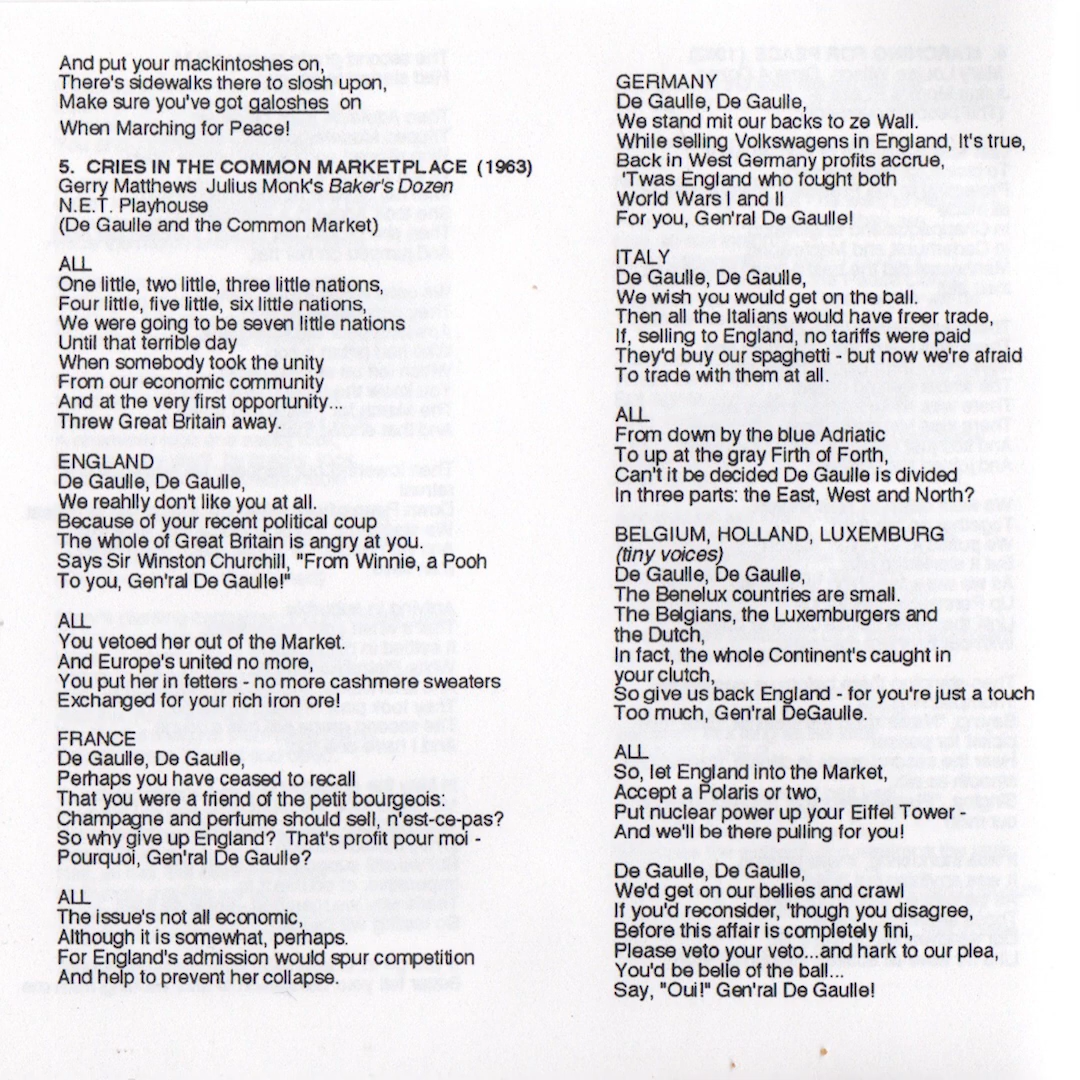 And put your mackintoshes on,
There's sidewalks there to slosh upon,
Make sure you've got galoshes on
When Marching for Peace!
5. CRIES IN THE COMMON MARKETPLACE (1963)
Gerry Matthews Julius Monk's Baker's Dozen
N.E.T. Playhouse
(De Gaulle and the Common Market)
ALL
One little, two little, three little nations,
Four little, five little, six little nations,
We were going to be seven little nations
Until that terrible day
When somebody took the unity
From our economic community
And at the very first opportunity...
Threw Great Britain away.
ENGLAND
De Gaulle, De Gaulle,
We reahlly don't like you at all.
Because of your recent political coup
The whole of Great Britain is angry at you.
Says Sir Winston Churchill, "From Winnie, a Pooh
To you, Gen'ral De Gaulle!"
ALL
You vetoed her out of the Market.
And Europe's united no more,
You put her in fetters - no more cashmere sweaters
Exchanged for your rich iron ore!
FRANCE
De Gaulle, De Gaulle,
Perhaps you have ceased to recall
That you were a friend of the petit bourgeois:
Champagne and perfume should sell, n'est-ce-pas?
So why give up England? That's profit pour moi -
Pourquoi, Gen'ral De Gaulle?
ALL
The issue's not all economic,
Although it is somewhat, perhaps.
For England's admission would spur competition
And help to prevent her collapse.
GERMANY
De Gaulle, De Gaulle,
We stand mit our backs to ze Wall.
While selling Volkswagens in England, It's true,
Back in West Germany profits accrue,
'Twas England who fought both
World Wars I and II
For you, Gen'ral De Gaulle!
ITALY
De Gaulle, De Gaulle,
We wish you would get on the ball.
Then all the Italians would have freer trade,
If, selling to England, no tariffs were paid
They'd buy our spaghetti - but now we're afraid
To trade with them at all.
ALL
From down by the blue Adriatic
To up at the gray Firth of Forth,
Can't it be decided De Gaulle is divided
In three parts: the East, West and North?
BELGIUM, HOLLAND, LUXEMBURG
(tiny voices)
De Gaulle, De Gaulle,
The Benelux countries are small.
The Belgians, the Luxemburgers and
the Dutch,
In fact, the whole Continent's caught in
your clutch,
So give us back England - for you're just a touch
Too much, Gen'ral DeGaulle.
ALL
So, let England into the Market,
Accept a Polaris or two,
Put nuclear power up your Eiffel Tower -
And we'll be there pulling for you!
De Gaulle, De Gaulle,
We'd get on our bellies and crawl
If you'd reconsider, 'though you disagree,
Before this affair is completely fini,
Please veto your veto...and hark to our plea,
You'd be belle of the ball...
Say, "Oui!" Gen'ral De Gaulle!